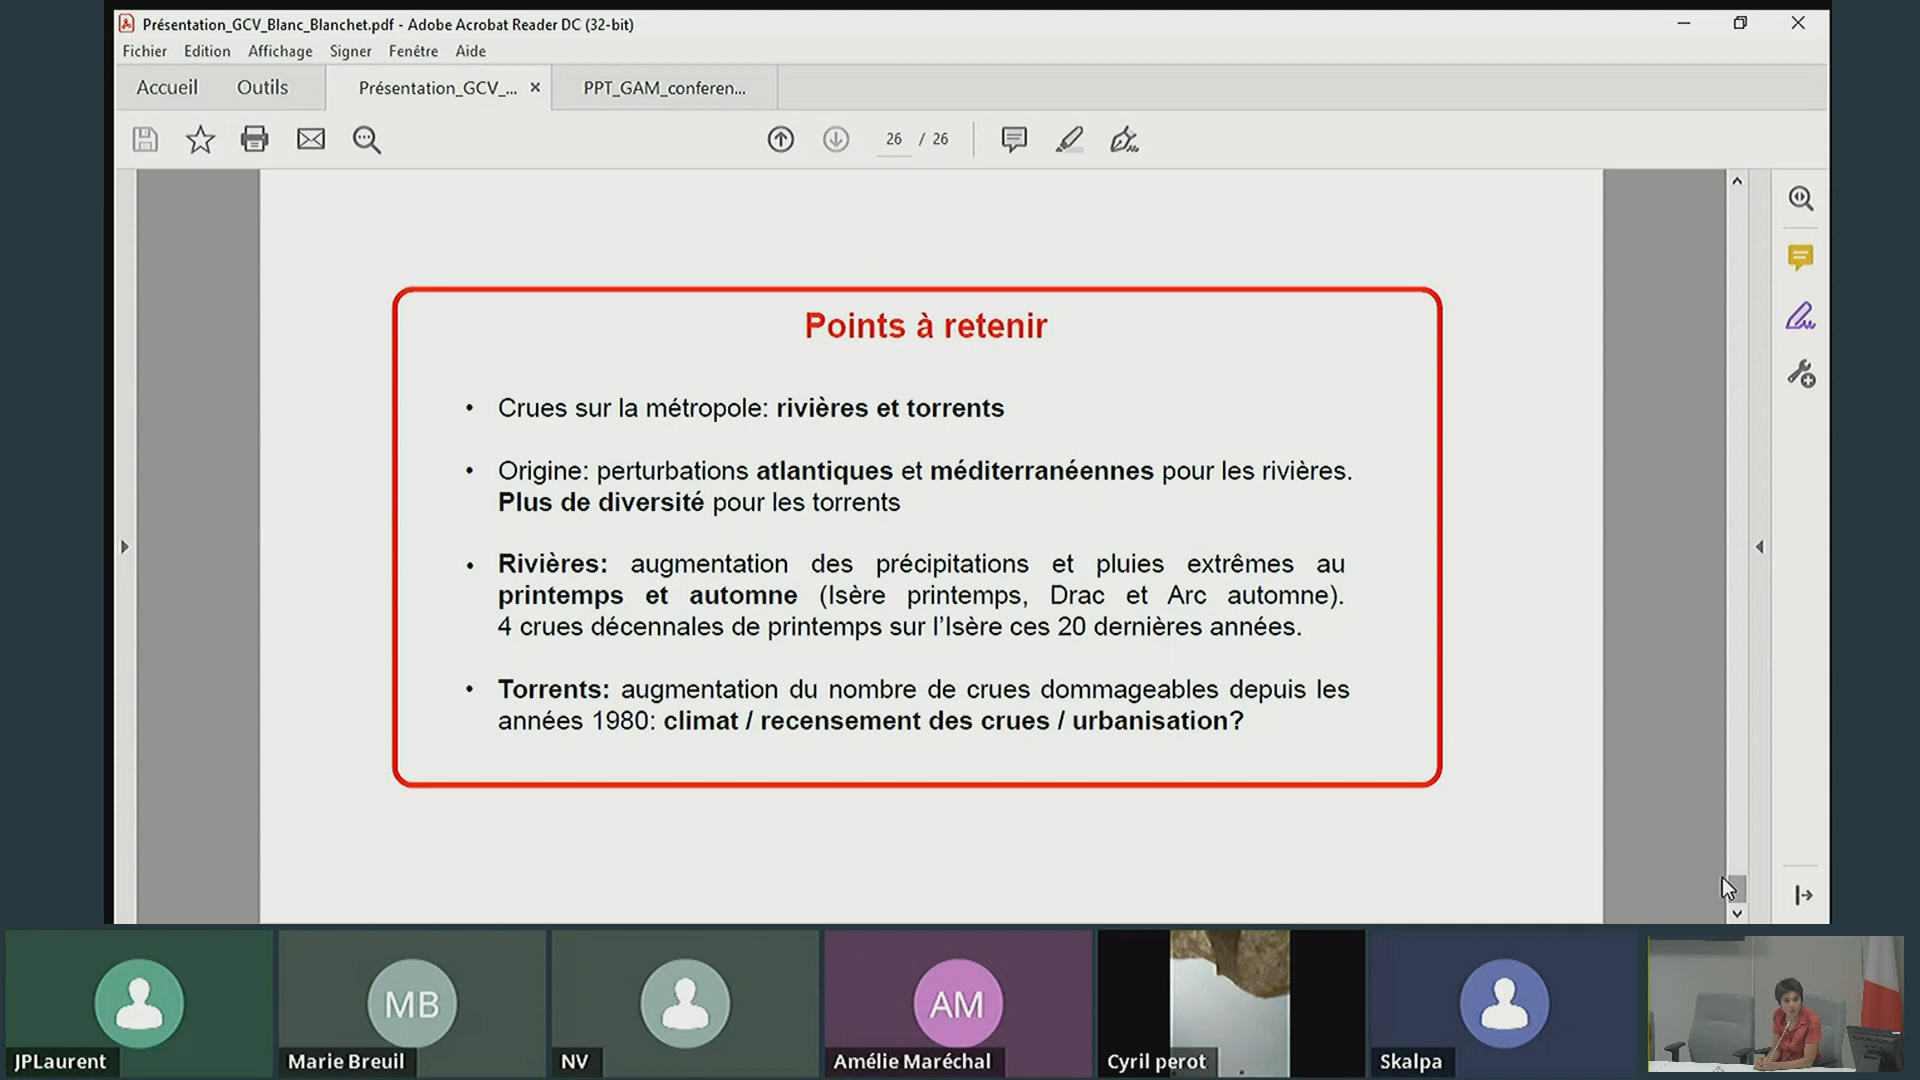 Présentation_GCV_Blanc_Blanchet.pdf - Adobe Acrobat Reader DC (32-bit)
Fichier Edition Affichage Signer Fenêtre Aide
Accueil Outils Présentation_GCV_... × PPT_GAM_conferen...
26 / 26
Points à retenir
• Crues sur la métropole: rivières et torrents
• Origine: perturbations atlantiques et méditerranéennes pour les rivières.
Plus de diversité pour les torrents
• Rivières: augmentation des précipitations et pluies extrêmes au
printemps et automne (Isère printemps, Drac et Arc automne).
4 crues décennales de printemps sur l'Isère ces 20 dernières années.
• Torrents: augmentation du nombre de crues dommageables depuis les
années 1980: climat / recensement des crues / urbanisation?
MB AM
JPLaurent Marie Breuil NV Amélie Maréchal Cyril perot Skalpa